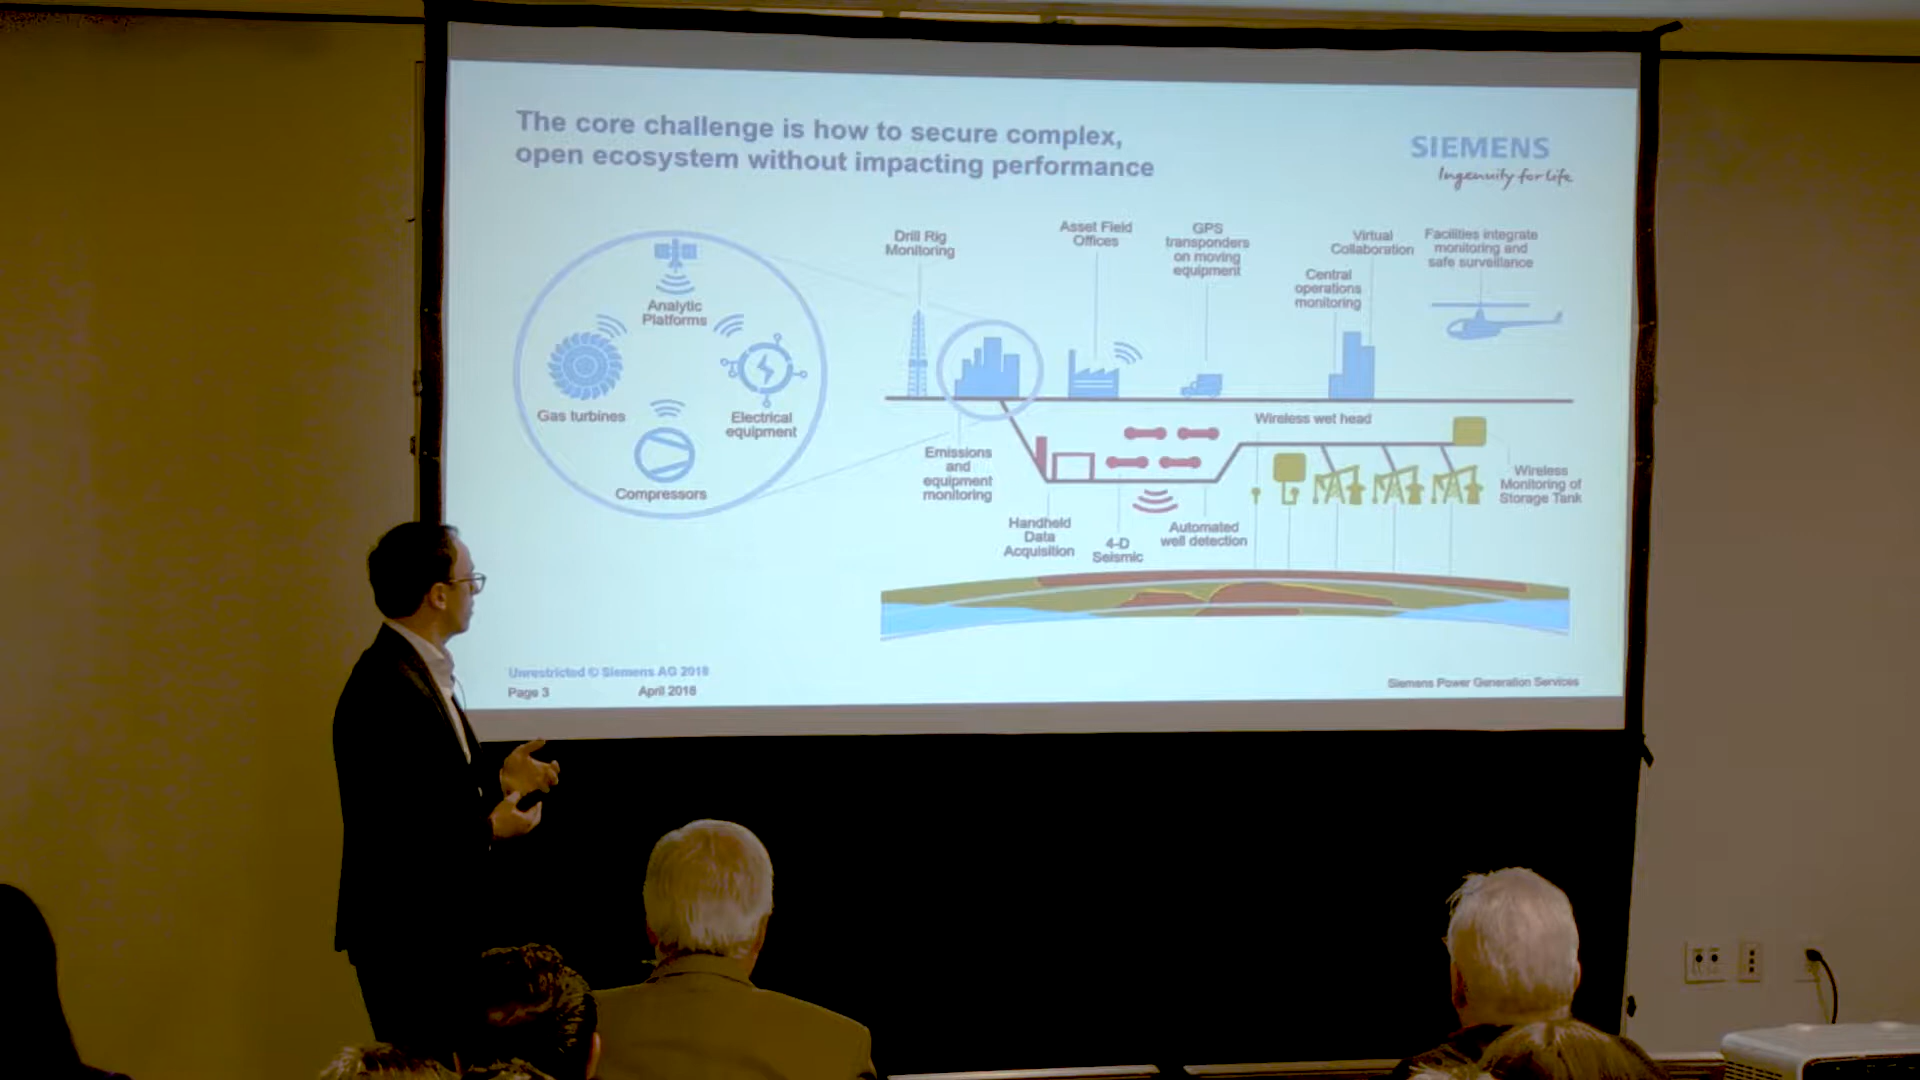 The core challenge is how to secure complex,
open ecosystem without impacting performance
SIEMENS
Ingenuity for life
Analytic
Platforms
Gas turbines
Electrical
equipment
Compressors
Drill Rig
Monitoring
Asset Field
Offices
GPS
transponders
on moving
equipment
Central
operations
monitoring
Virtual
Collaboration
Facilities integrate
monitoring and
safe surveillance
Emissions
and
equipment
monitoring
Handheld
Data
Acquisition
4-D
Seismic
Automated
well detection
Wireless wet head
Wireless
Monitoring of
Storage Tank
Unrestricted © Siemens AG 2018
Page 3
April 2018
Siemens Power Generation Services